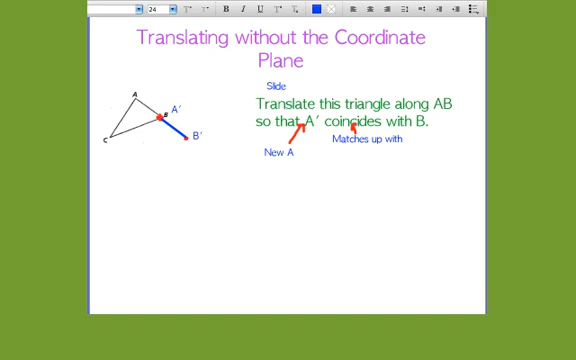 24
B I U T T
Translating without the Coordinate
Plane
Slide
A
B
A′
C
B′
Translate this triangle along AB
so that A′ coincides with B.
New A
Matches up with